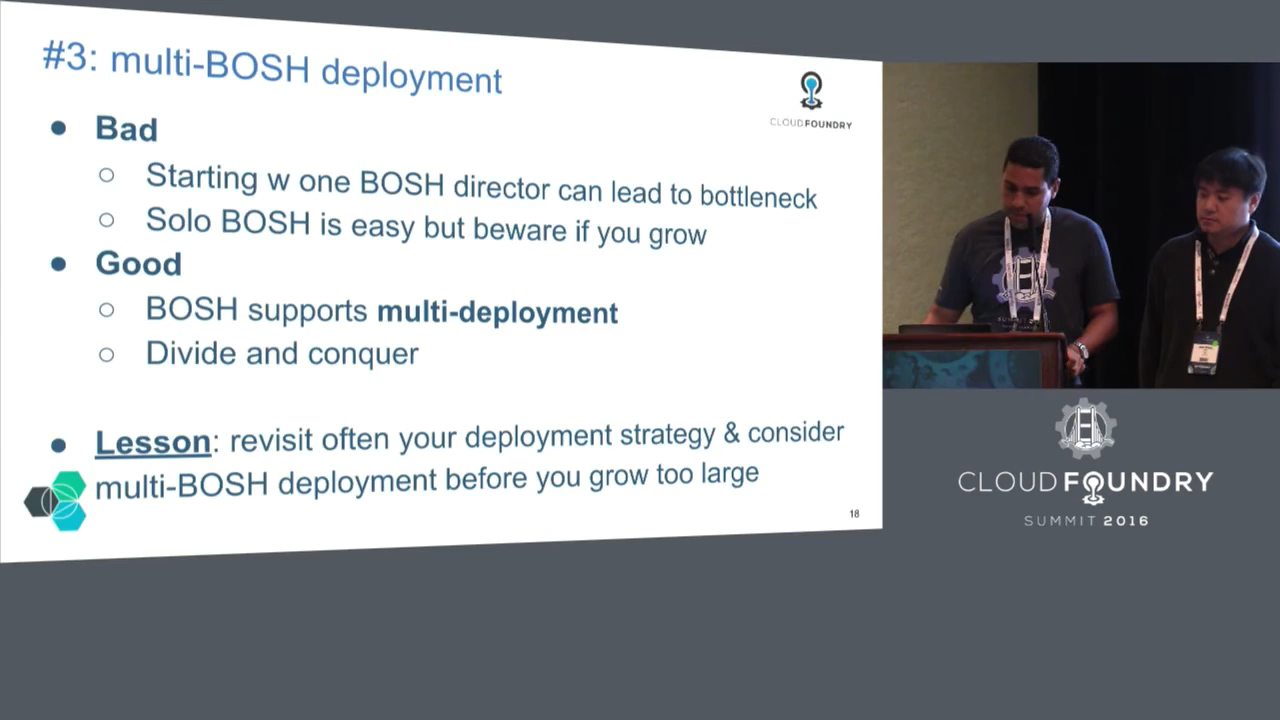 #3: multi-BOSH deployment
CLOUDFOUNDRY
● Bad
○ Starting w one BOSH director can lead to bottleneck
○ Solo BOSH is easy but beware if you grow
● Good
○ BOSH supports multi-deployment
○ Divide and conquer
● Lesson: revisit often your deployment strategy & consider
multi-BOSH deployment before you grow too large
18
CLOUD FOUNDRY
SUMMIT 2016